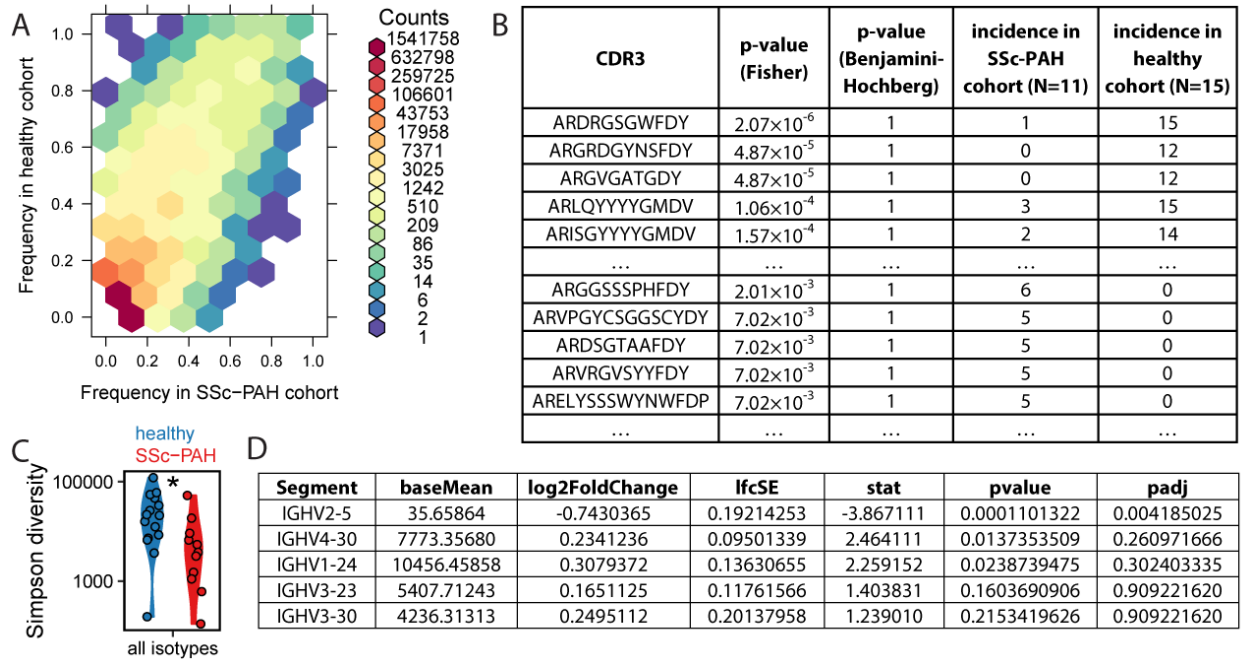 A
Frequency in healthy cohort
1.0
0.8
0.6
0.4
0.2
0.0
0.0 0.2 0.4 0.6 0.8 1.0
Frequency in SSc−PAH cohort
Counts
1541758
632798
259725
106601
43753
17958
7371
3025
1242
510
209
86
35
14
6
2
1
B
CDR3 p-value (Fisher) p-value (Benjamini-Hochberg) incidence in SSc-PAH cohort (N=11) incidence in healthy cohort (N=15)
ARDRGSGWFDY 2.07×10⁻⁶ 1 1 15
ARGRDGYNSFDY 4.87×10⁻⁵ 1 0 12
ARGVGATGDY 4.87×10⁻⁵ 1 0 12
ARLQYYYYGMDV 1.06×10⁻⁴ 1 3 15
ARISGYYYYGMDV 1.57×10⁻⁴ 1 2 14
... ... ... ... ...
ARGGSSSPHFDY 2.01×10⁻³ 1 6 0
ARVPGYCSGGSCYDY 7.02×10⁻³ 1 5 0
ARDSGTAAFDY 7.02×10⁻³ 1 5 0
ARVRGVSYYFDY 7.02×10⁻³ 1 5 0
ARELYSSSWYNWFDP 7.02×10⁻³ 1 5 0
... ... ... ... ...
C
healthy
SSc−PAH
Simpson diversity
100000
1000
*
all isotypes
D
Segment baseMean log2FoldChange lfcSE stat pvalue padj
IGHV2-5 35.65864 -0.7430365 0.19214253 -3.867111 0.0001101322 0.004185025
IGHV4-30 7773.35680 0.2341236 0.09501339 2.464111 0.0137353509 0.260971666
IGHV1-24 10456.45858 0.3079372 0.13630655 2.259152 0.0238739475 0.302403335
IGHV3-23 5407.71243 0.1651125 0.11761566 1.403831 0.1603690906 0.909221620
IGHV3-30 4236.31313 0.2495112 0.20137958 1.239010 0.2153419626 0.909221620